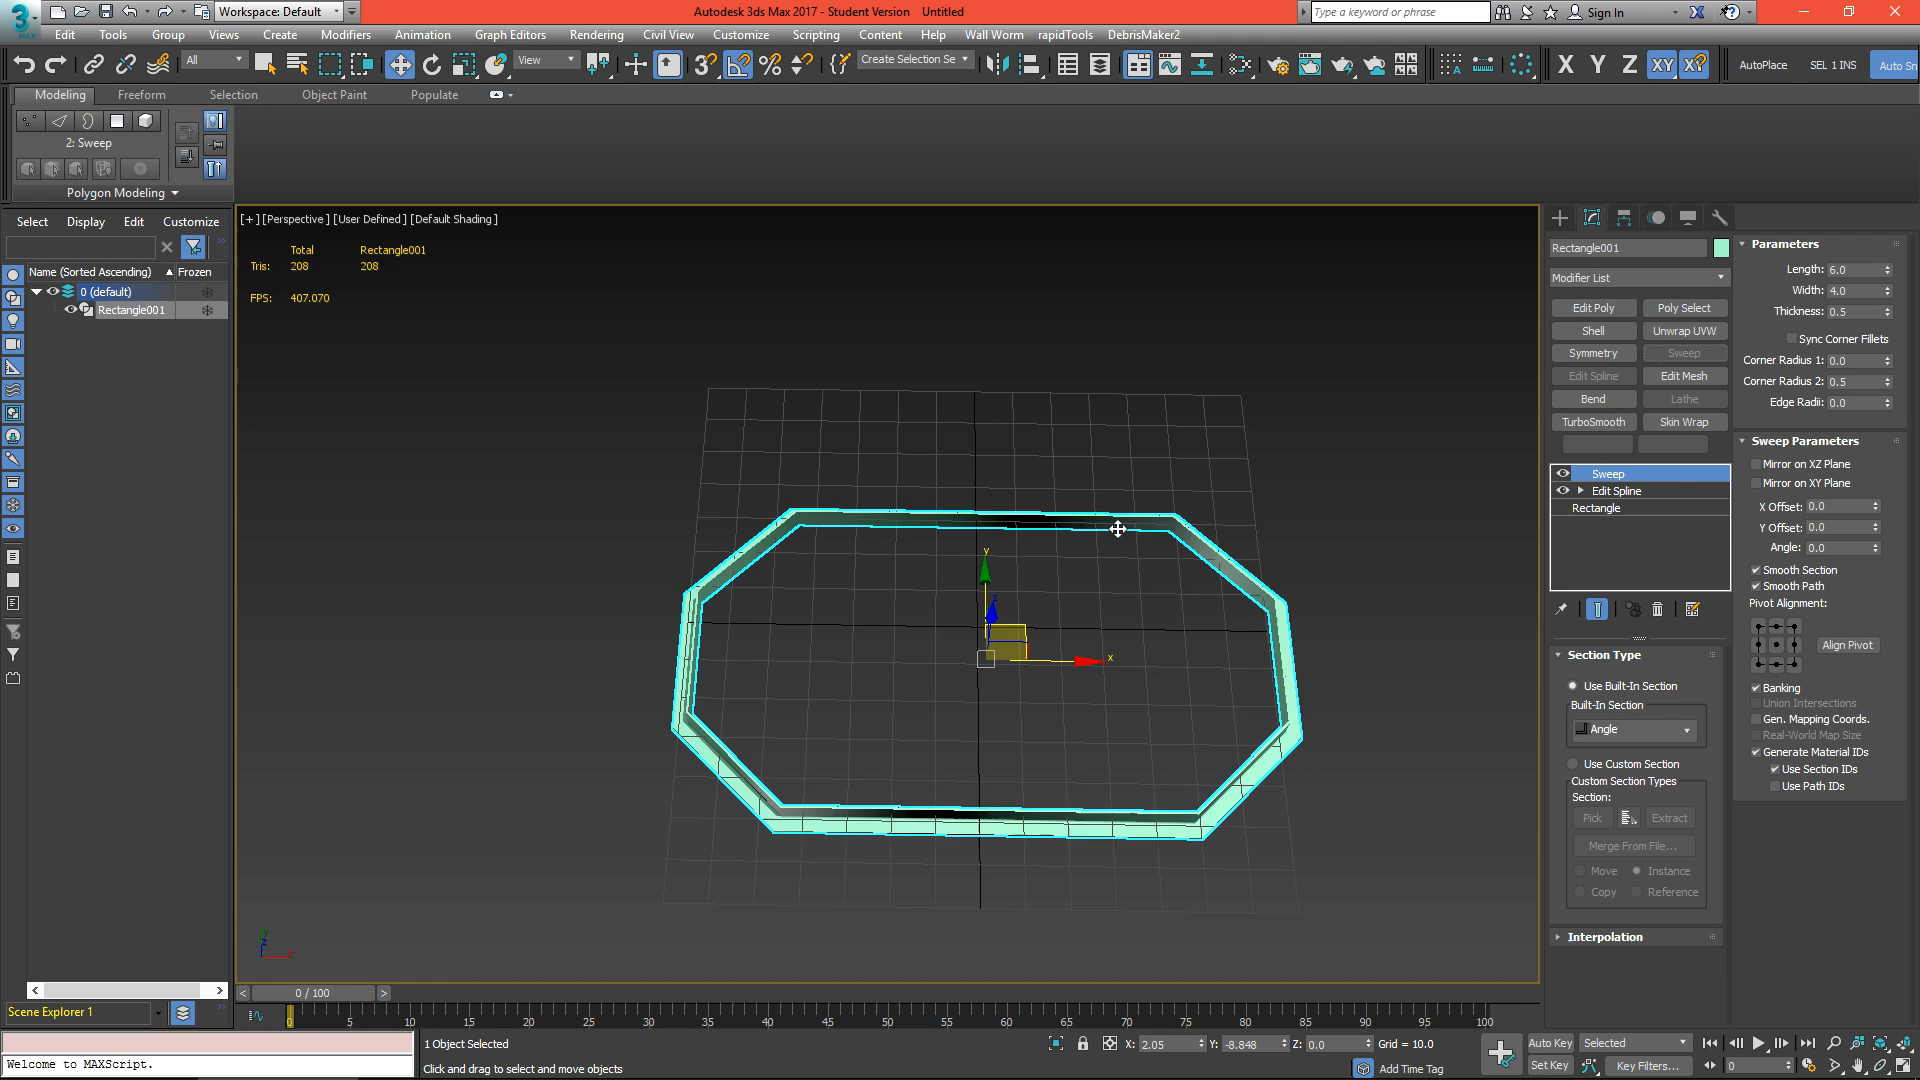 3
MAX
Workspace: Default
Autodesk 3ds Max 2017 - Student Version    Untitled
Type a keyword or phrase
Sign In
Edit Tools Group Views Create Modifiers Animation Graph Editors Rendering Civil View Customize Scripting Content Help Wall Worm rapidTools DebrisMaker2
All
View
Create Selection Se
X Y Z XY XY
AutoPlace
SEL 1 INS
Auto Sn
Modeling Freeform Selection Object Paint Populate
2: Sweep
Polygon Modeling
Select Display Edit Customize
Name (Sorted Ascending) Frozen
0 (default)
Rectangle001
[+] [Perspective] [User Defined] [Default Shading]
Total Rectangle001
Tris: 208 208
FPS: 407.070
y
z
x
Rectangle001
Modifier List
Edit Poly Poly Select
Shell Unwrap UVW
Symmetry Sweep
Edit Spline Edit Mesh
Bend Lathe
TurboSmooth Skin Wrap
Sweep
Edit Spline
Rectangle
Section Type
Use Built-In Section
Built-In Section
Angle
Use Custom Section
Custom Section Types
Section:
Pick Extract
Merge From File...
Move Instance
Copy Reference
Interpolation
Parameters
Length: 6.0
Width: 4.0
Thickness: 0.5
Sync Corner Fillets
Corner Radius 1: 0.0
Corner Radius 2: 0.5
Edge Radii: 0.0
Sweep Parameters
Mirror on XZ Plane
Mirror on XY Plane
X Offset: 0.0
Y Offset: 0.0
Angle: 0.0
Smooth Section
Smooth Path
Pivot Alignment:
Align Pivot
Banking
Union Intersections
Gen. Mapping Coords.
Real-World Map Size
Generate Material IDs
Use Section IDs
Use Path IDs
0 / 100
Scene Explorer 1
0 5 10 15 20 25 30 35 40 45 50 55 60 65 70 75 80 85 90 95 100
Welcome to MAXScript.
1 Object Selected
Click and drag to select and move objects
X: 2.05 Y: -8.848 Z: 0.0 Grid = 10.0
Add Time Tag
Auto Key Selected
Set Key Key Filters...
0